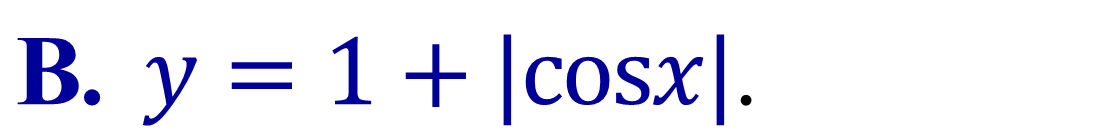 B. y = 1 + |cosx|.